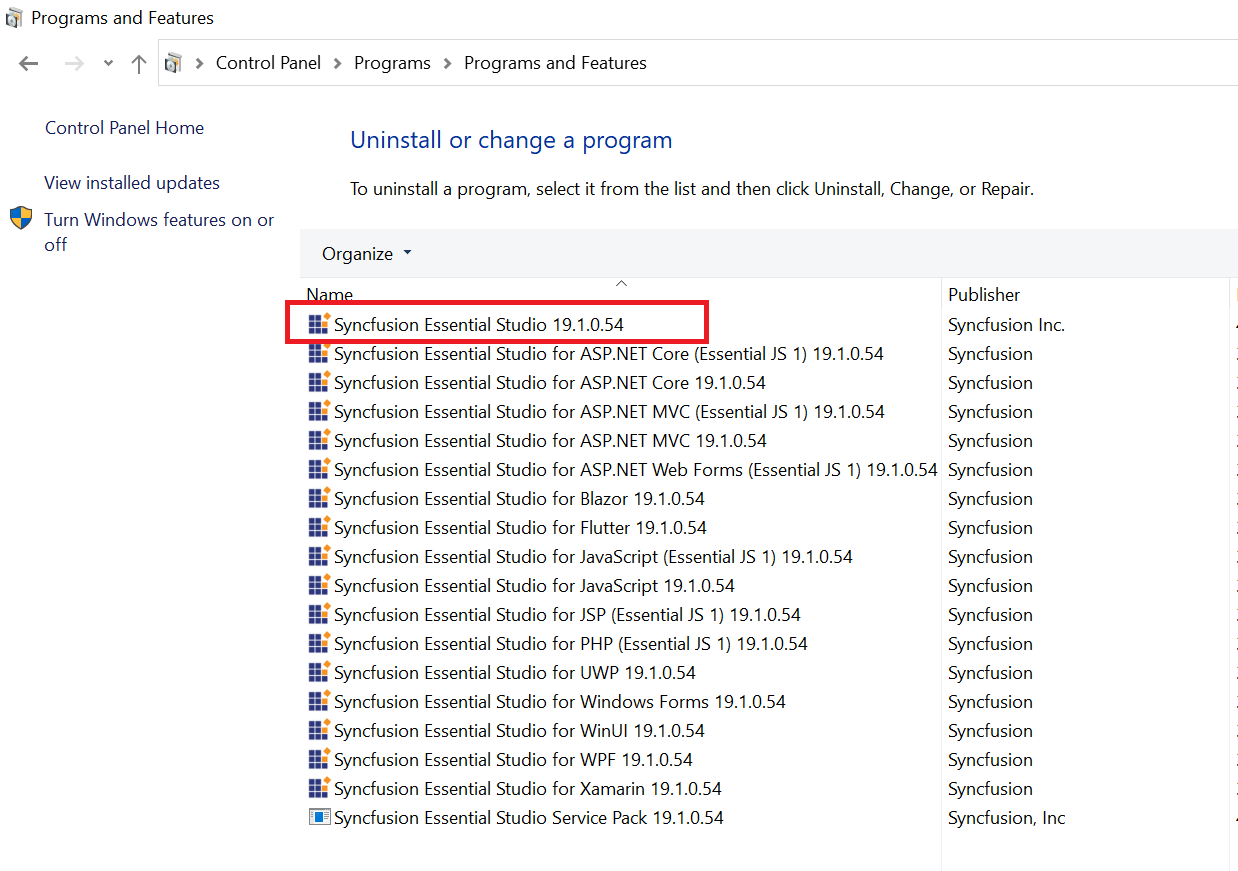 Programs and Features
Control Panel > Programs > Programs and Features
Control Panel Home
View installed updates
Turn Windows features on or
off
Uninstall or change a program
To uninstall a program, select it from the list and then click Uninstall, Change, or Repair.
Organize
Name Publisher
Syncfusion Essential Studio 19.1.0.54 Syncfusion Inc.
Syncfusion Essential Studio for ASP.NET Core (Essential JS 1) 19.1.0.54 Syncfusion
Syncfusion Essential Studio for ASP.NET Core 19.1.0.54 Syncfusion
Syncfusion Essential Studio for ASP.NET MVC (Essential JS 1) 19.1.0.54 Syncfusion
Syncfusion Essential Studio for ASP.NET MVC 19.1.0.54 Syncfusion
Syncfusion Essential Studio for ASP.NET Web Forms (Essential JS 1) 19.1.0.54 Syncfusion
Syncfusion Essential Studio for Blazor 19.1.0.54 Syncfusion
Syncfusion Essential Studio for Flutter 19.1.0.54 Syncfusion
Syncfusion Essential Studio for JavaScript (Essential JS 1) 19.1.0.54 Syncfusion
Syncfusion Essential Studio for JavaScript 19.1.0.54 Syncfusion
Syncfusion Essential Studio for JSP (Essential JS 1) 19.1.0.54 Syncfusion
Syncfusion Essential Studio for PHP (Essential JS 1) 19.1.0.54 Syncfusion
Syncfusion Essential Studio for UWP 19.1.0.54 Syncfusion
Syncfusion Essential Studio for Windows Forms 19.1.0.54 Syncfusion
Syncfusion Essential Studio for WinUI 19.1.0.54 Syncfusion
Syncfusion Essential Studio for WPF 19.1.0.54 Syncfusion
Syncfusion Essential Studio for Xamarin 19.1.0.54 Syncfusion
Syncfusion Essential Studio Service Pack 19.1.0.54 Syncfusion, Inc